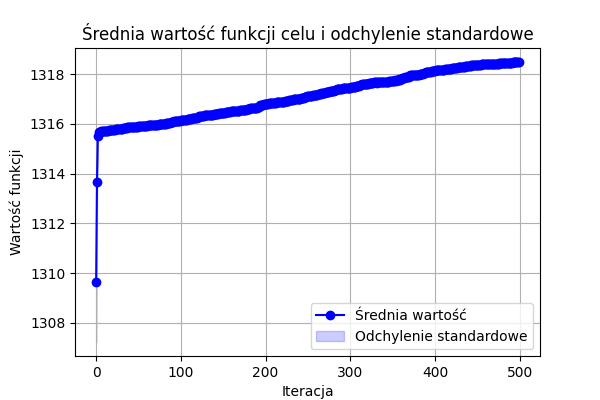 Średnia wartość funkcji celu i odchylenie standardowe
1318
1316
1314
1312
1310
1308
Wartość funkcji
Średnia wartość
Odchylenie standardowe
0 100 200 300 400 500
Iteracja